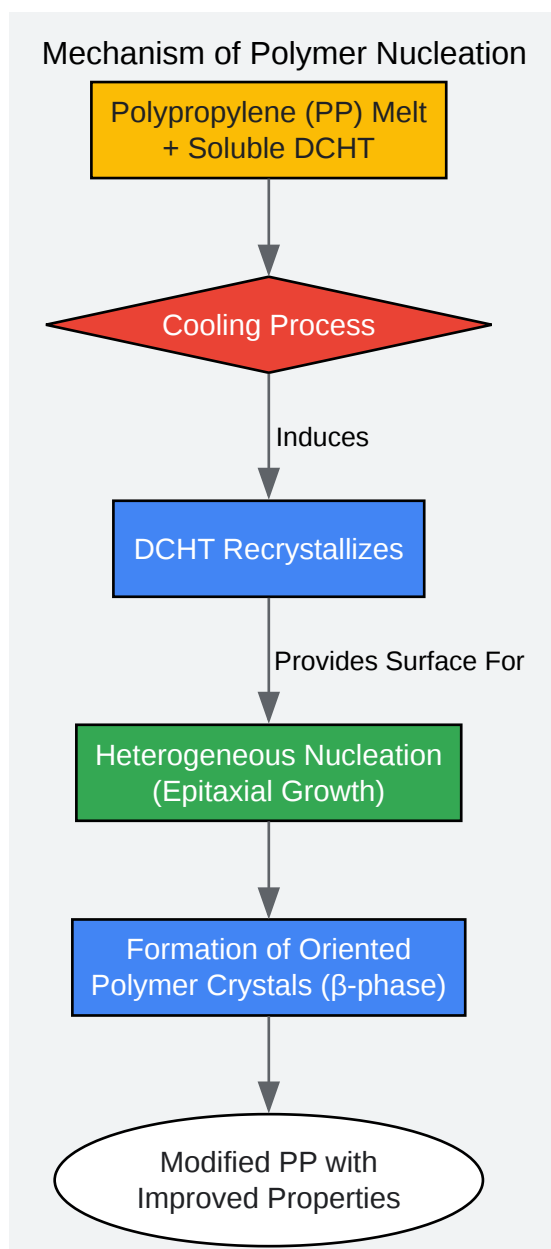 Mechanism of Polymer Nucleation
Polypropylene (PP) Melt
+ Soluble DCHT
Cooling Process
Induces
DCHT Recrystallizes
Provides Surface For
Heterogeneous Nucleation
(Epitaxial Growth)
Formation of Oriented
Polymer Crystals (β-phase)
Modified PP with
Improved Properties